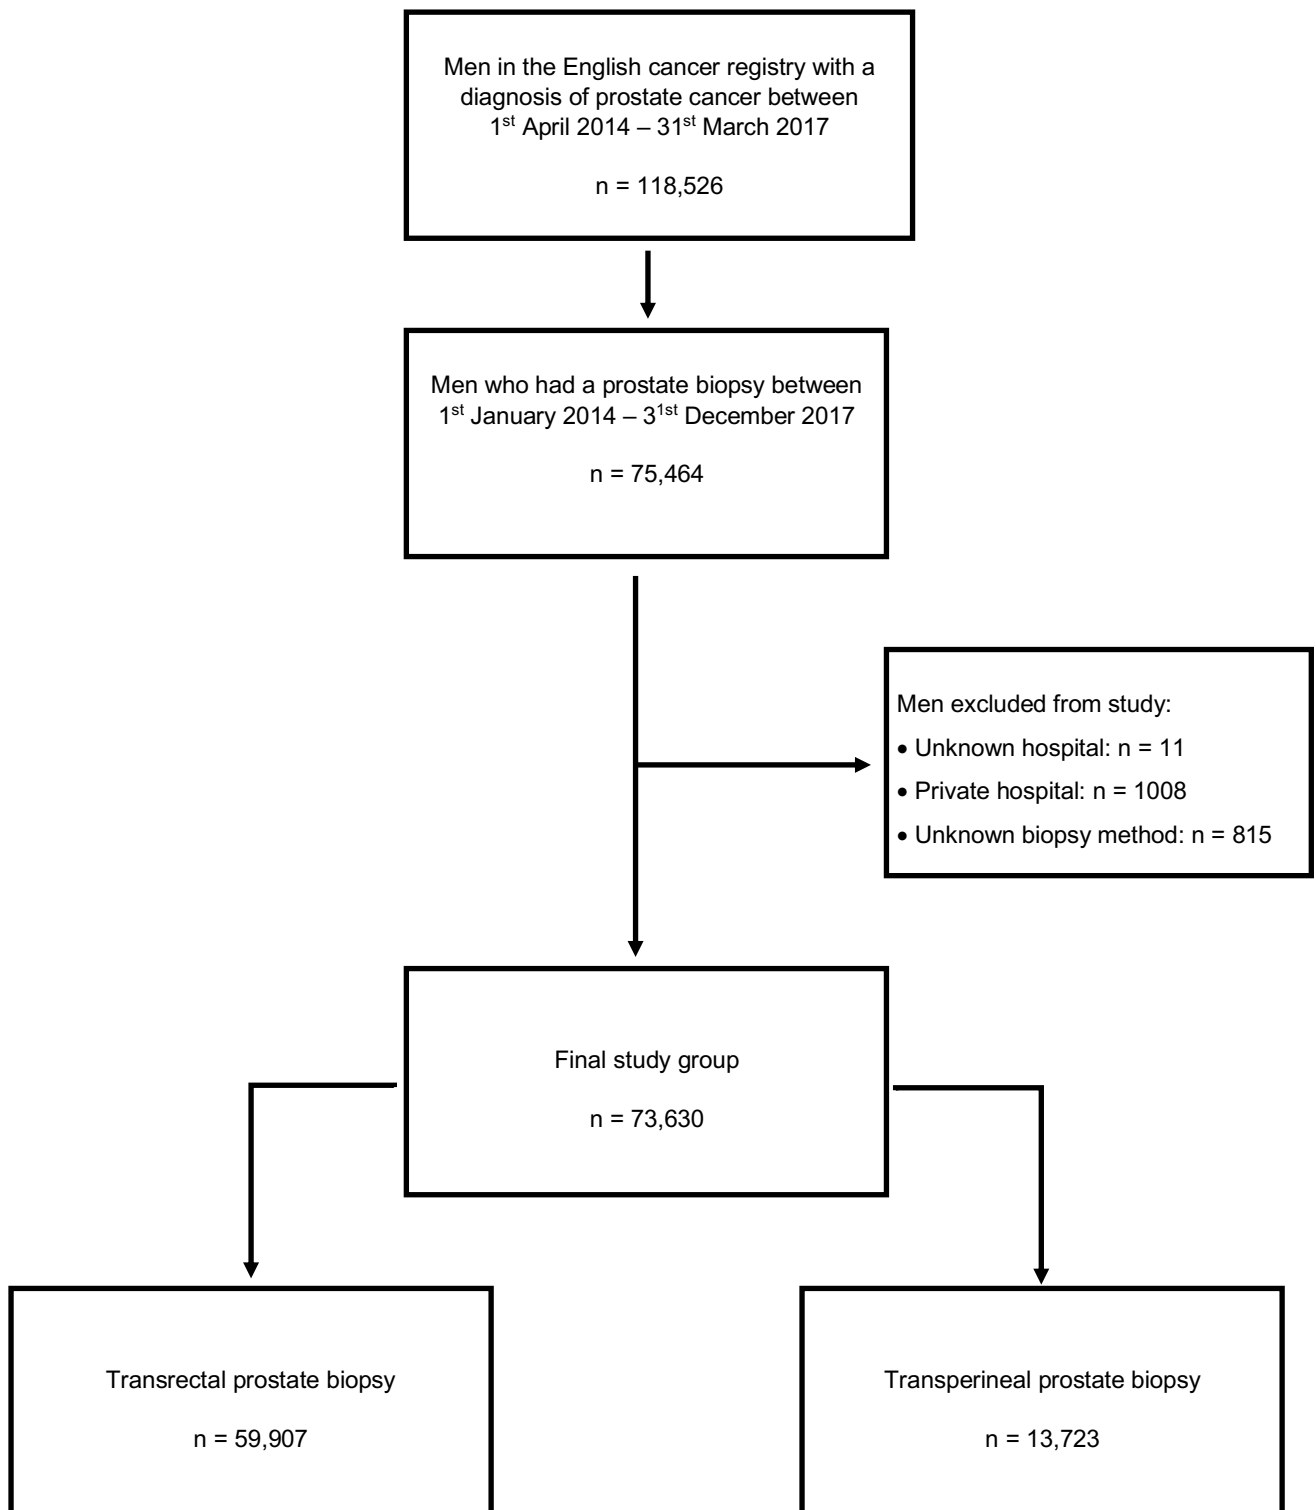 Men in the English cancer registry with a
diagnosis of prostate cancer between
1st April 2014 – 31st March 2017
n = 118,526
Men who had a prostate biopsy between
1st January 2014 – 31st December 2017
n = 75,464
Men excluded from study:
• Unknown hospital: n = 11
• Private hospital: n = 1008
• Unknown biopsy method: n = 815
Final study group
n = 73,630
Transrectal prostate biopsy
n = 59,907
Transperineal prostate biopsy
n = 13,723